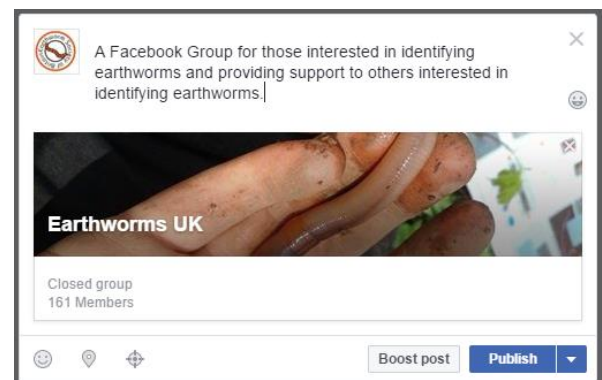 A Facebook Group for those interested in identifying
earthworms and providing support to others interested in
identifying earthworms.
Earthworms UK
Closed group
161 Members
Boost post
Publish